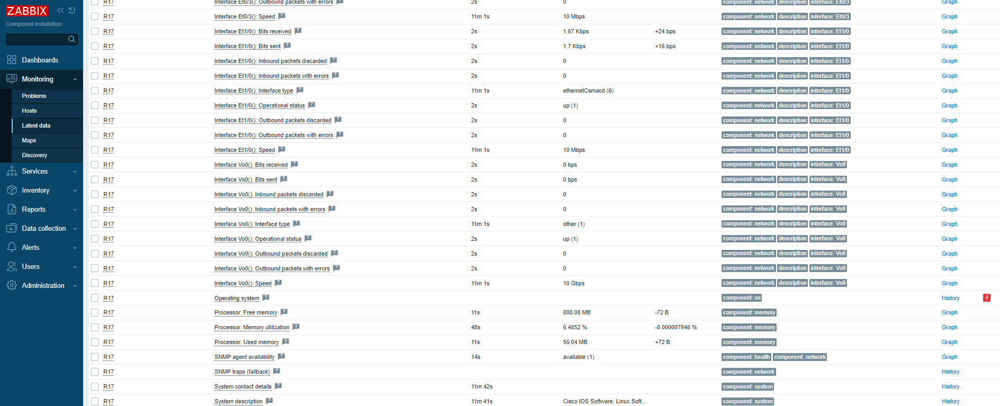 ZABBIX
Composed installation
Dashboards
Monitoring
Problems
Hosts
Latest data
Maps
Discovery
Services
Inventory
Reports
Data collection
Alerts
Users
Administration
R17 Interface Et0/3(): Outbound packets with errors ? 2s 0 component: network description interface: Et0/3 Graph
R17 Interface Et0/3(): Speed ? 11m 1s 10 Mbps component: network description interface: Et0/3 Graph
R17 Interface Et1/0(): Bits received ? 2s 1.67 Kbps +24 bps component: network description interface: Et1/0 Graph
R17 Interface Et1/0(): Bits sent ? 2s 1.7 Kbps +16 bps component: network description interface: Et1/0 Graph
R17 Interface Et1/0(): Inbound packets discarded ? 2s 0 component: network description interface: Et1/0 Graph
R17 Interface Et1/0(): Inbound packets with errors ? 2s 0 component: network description interface: Et1/0 Graph
R17 Interface Et1/0(): Interface type ? 11m 1s ethernetCsmacd (6) component: network description interface: Et1/0 Graph
R17 Interface Et1/0(): Operational status ? 2s up (1) component: network description interface: Et1/0 Graph
R17 Interface Et1/0(): Outbound packets discarded ? 2s 0 component: network description interface: Et1/0 Graph
R17 Interface Et1/0(): Outbound packets with errors ? 2s 0 component: network description interface: Et1/0 Graph
R17 Interface Et1/0(): Speed ? 11m 1s 10 Mbps component: network description interface: Et1/0 Graph
R17 Interface Vo0(): Bits received ? 2s 0 bps component: network description interface: Vo0 Graph
R17 Interface Vo0(): Bits sent ? 2s 0 bps component: network description interface: Vo0 Graph
R17 Interface Vo0(): Inbound packets discarded ? 2s 0 component: network description interface: Vo0 Graph
R17 Interface Vo0(): Inbound packets with errors ? 2s 0 component: network description interface: Vo0 Graph
R17 Interface Vo0(): Interface type ? 11m 1s other (1) component: network description interface: Vo0 Graph
R17 Interface Vo0(): Operational status ? 2s up (1) component: network description interface: Vo0 Graph
R17 Interface Vo0(): Outbound packets discarded ? 2s 0 component: network description interface: Vo0 Graph
R17 Interface Vo0(): Outbound packets with errors ? 2s 0 component: network description interface: Vo0 Graph
R17 Interface Vo0(): Speed ? 11m 1s 10 Gbps component: network description interface: Vo0 Graph
R17 Operating system ? component: os History i
R17 Processor: Free memory ? 11s 808.08 MB -72 B component: memory Graph
R17 Processor: Memory utilization ? 48s 6.4852 % -0.000007946 % component: memory Graph
R17 Processor: Used memory ? 11s 56.04 MB +72 B component: memory Graph
R17 SNMP agent availability ? 14s available (1) component: health component: network Graph
R17 SNMP traps (fallback) ? component: network History
R17 System contact details ? 11m 42s component: system History
R17 System description ? 11m 41s Cisco IOS Software, Linux Soft... component: system History